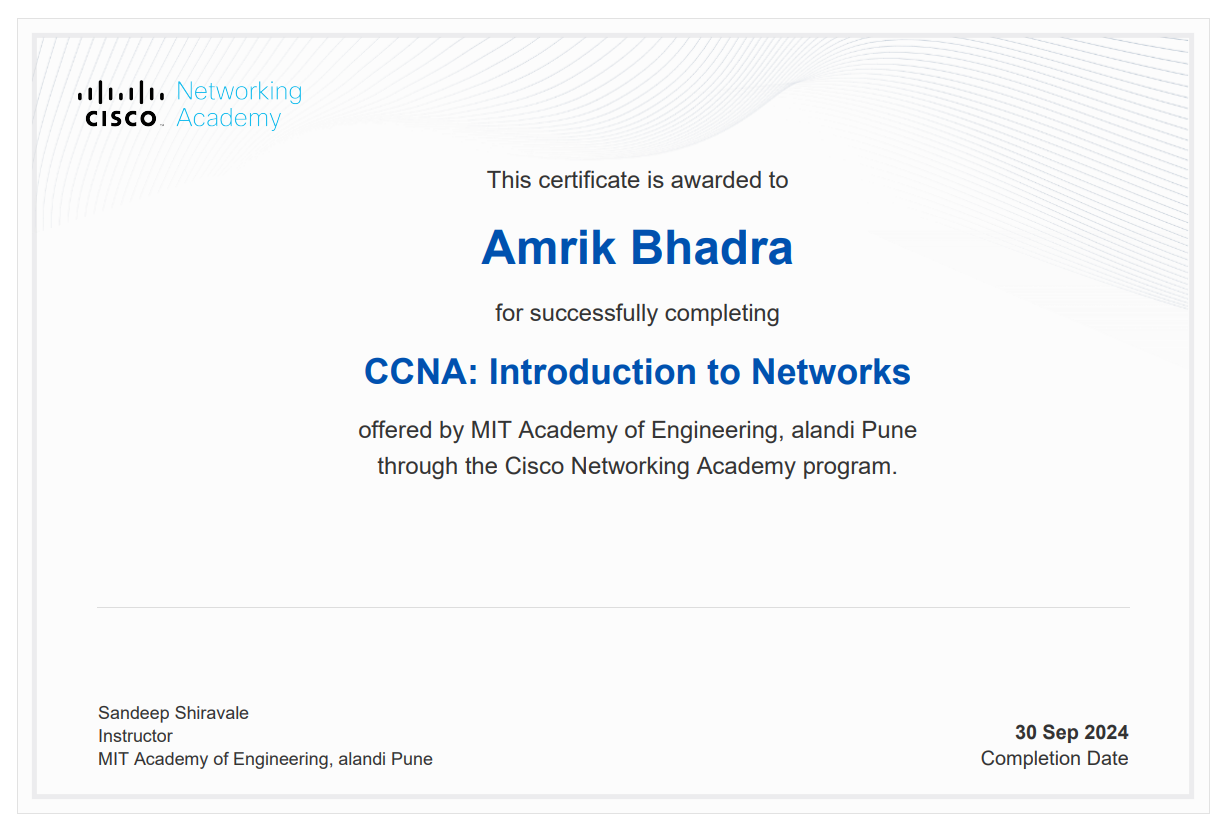 Networking
CISCO Academy
This certificate is awarded to
Amrik Bhadra
for successfully completing
CCNA: Introduction to Networks
offered by MIT Academy of Engineering, alandi Pune
through the Cisco Networking Academy program.
Sandeep Shiravale
Instructor
MIT Academy of Engineering, alandi Pune
30 Sep 2024
Completion Date